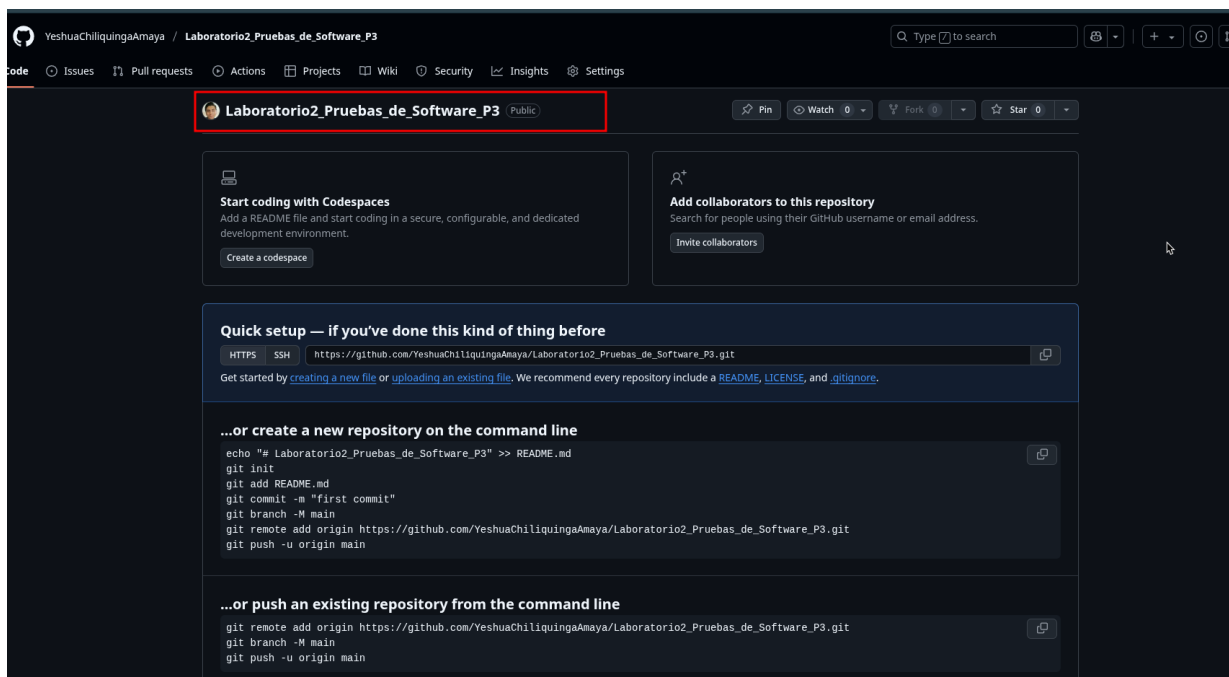 YeshuaChiliquingaAmaya / Laboratorio2_Pruebas_de_Software_P3
Type / to search
Code Issues Pull requests Actions Projects Wiki Security Insights Settings
Laboratorio2_Pruebas_de_Software_P3 Public
Pin Watch 0 Fork 0 Star 0
Start coding with Codespaces
Add a README file and start coding in a secure, configurable, and dedicated
development environment.
Create a codespace
Add collaborators to this repository
Search for people using their GitHub username or email address.
Invite collaborators
Quick setup — if you’ve done this kind of thing before
HTTPS SSH https://github.com/YeshuaChiliquingaAmaya/Laboratorio2_Pruebas_de_Software_P3.git
Get started by creating a new file or uploading an existing file. We recommend every repository include a README, LICENSE, and .gitignore.
…or create a new repository on the command line
echo "# Laboratorio2_Pruebas_de_Software_P3" >> README.md
git init
git add README.md
git commit -m "first commit"
git branch -M main
git remote add origin https://github.com/YeshuaChiliquingaAmaya/Laboratorio2_Pruebas_de_Software_P3.git
git push -u origin main
…or push an existing repository from the command line
git remote add origin https://github.com/YeshuaChiliquingaAmaya/Laboratorio2_Pruebas_de_Software_P3.git
git branch -M main
git push -u origin main